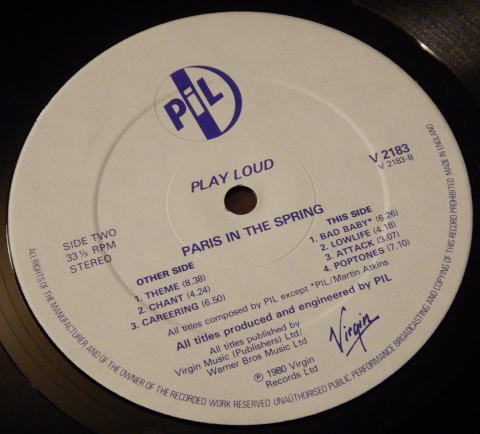 PiL
PLAY LOUD
V 2183
V 2183-B
PARIS IN THE SPRING
SIDE TWO
33⅓ RPM
STEREO
OTHER SIDE
1. THEME (8.38)
2. CHANT (4.24)
3. CAREERING (6.50)
THIS SIDE
1. BAD BABY* (6.26)
2. LOWLIFE (4.18)
3. ATTACK (3.07)
4. POPTONES (7.10)
All titles composed by PIL except *PIL/Martin Atkins
All titles produced and engineered by PIL
All titles published by
Virgin Music (Publishers) Ltd/
Warner Bros Music Ltd
℗ 1980 Virgin
Records Ltd
Virgin
ALL RIGHTS OF THE MANUFACTURER AND OF THE OWNER OF THE RECORDED WORK RESERVED UNAUTHORISED PUBLIC PERFORMANCE BROADCASTING AND COPYING OF THIS RECORD PROHIBITED MADE IN ENGLAND